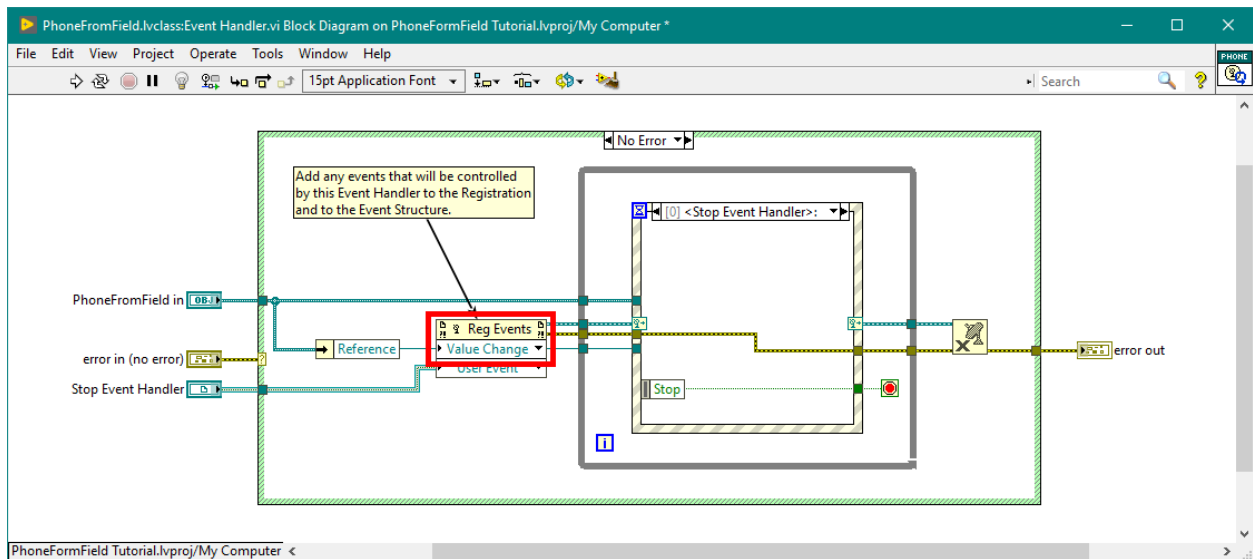 PhoneFromField.lvclass:Event Handler.vi Block Diagram on PhoneFormField Tutorial.lvproj/My Computer *
File Edit View Project Operate Tools Window Help
PHONE
15pt Application Font
Search
No Error
Add any events that will be controlled
by this Event Handler to the Registration
and to the Event Structure.
[0] <Stop Event Handler>:
PhoneFromField in
OBJ
Reg Events
Reference
Value Change
error in (no error)
?
error out
User Event
Stop Event Handler
Stop
i
PhoneFormField Tutorial.lvproj/My Computer <